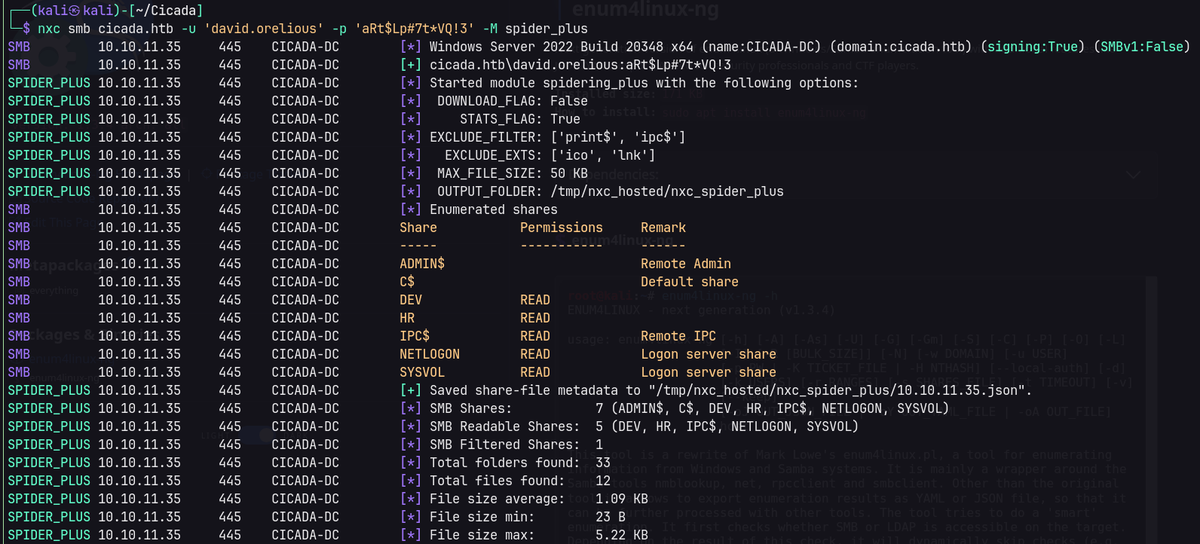 ┌──(kali㉿kali)-[~/Cicada]
└─$ nxc smb cicada.htb -u 'david.orelious' -p 'aRt$Lp#7t*VQ!3' -M spider_plus
SMB 10.10.11.35 445 CICADA-DC [*] Windows Server 2022 Build 20348 x64 (name:CICADA-DC) (domain:cicada.htb) (signing:True) (SMBv1:False)
SMB 10.10.11.35 445 CICADA-DC [+] cicada.htb\david.orelious:aRt$Lp#7t*VQ!3
SPIDER_PLUS 10.10.11.35 445 CICADA-DC [*] Started module spidering_plus with the following options:
SPIDER_PLUS 10.10.11.35 445 CICADA-DC [*] DOWNLOAD_FLAG: False
SPIDER_PLUS 10.10.11.35 445 CICADA-DC [*] STATS_FLAG: True
SPIDER_PLUS 10.10.11.35 445 CICADA-DC [*] EXCLUDE_FILTER: ['print$', 'ipc$']
SPIDER_PLUS 10.10.11.35 445 CICADA-DC [*] EXCLUDE_EXTS: ['ico', 'lnk']
SPIDER_PLUS 10.10.11.35 445 CICADA-DC [*] MAX_FILE_SIZE: 50 KB
SPIDER_PLUS 10.10.11.35 445 CICADA-DC [*] OUTPUT_FOLDER: /tmp/nxc_hosted/nxc_spider_plus
SMB 10.10.11.35 445 CICADA-DC [*] Enumerated shares
SMB 10.10.11.35 445 CICADA-DC Share Permissions Remark
SMB 10.10.11.35 445 CICADA-DC ----- ----------- ------
SMB 10.10.11.35 445 CICADA-DC ADMIN$ Remote Admin
SMB 10.10.11.35 445 CICADA-DC C$ Default share
SMB 10.10.11.35 445 CICADA-DC DEV READ
SMB 10.10.11.35 445 CICADA-DC HR READ
SMB 10.10.11.35 445 CICADA-DC IPC$ READ Remote IPC
SMB 10.10.11.35 445 CICADA-DC NETLOGON READ Logon server share
SMB 10.10.11.35 445 CICADA-DC SYSVOL READ Logon server share
SPIDER_PLUS 10.10.11.35 445 CICADA-DC [+] Saved share-file metadata to "/tmp/nxc_hosted/nxc_spider_plus/10.10.11.35.json".
SPIDER_PLUS 10.10.11.35 445 CICADA-DC [*] SMB Shares: 7 (ADMIN$, C$, DEV, HR, IPC$, NETLOGON, SYSVOL)
SPIDER_PLUS 10.10.11.35 445 CICADA-DC [*] SMB Readable Shares: 5 (DEV, HR, IPC$, NETLOGON, SYSVOL)
SPIDER_PLUS 10.10.11.35 445 CICADA-DC [*] SMB Filtered Shares: 1
SPIDER_PLUS 10.10.11.35 445 CICADA-DC [*] Total folders found: 33
SPIDER_PLUS 10.10.11.35 445 CICADA-DC [*] Total files found: 12
SPIDER_PLUS 10.10.11.35 445 CICADA-DC [*] File size average: 1.09 KB
SPIDER_PLUS 10.10.11.35 445 CICADA-DC [*] File size min: 23 B
SPIDER_PLUS 10.10.11.35 445 CICADA-DC [*] File size max: 5.22 KB